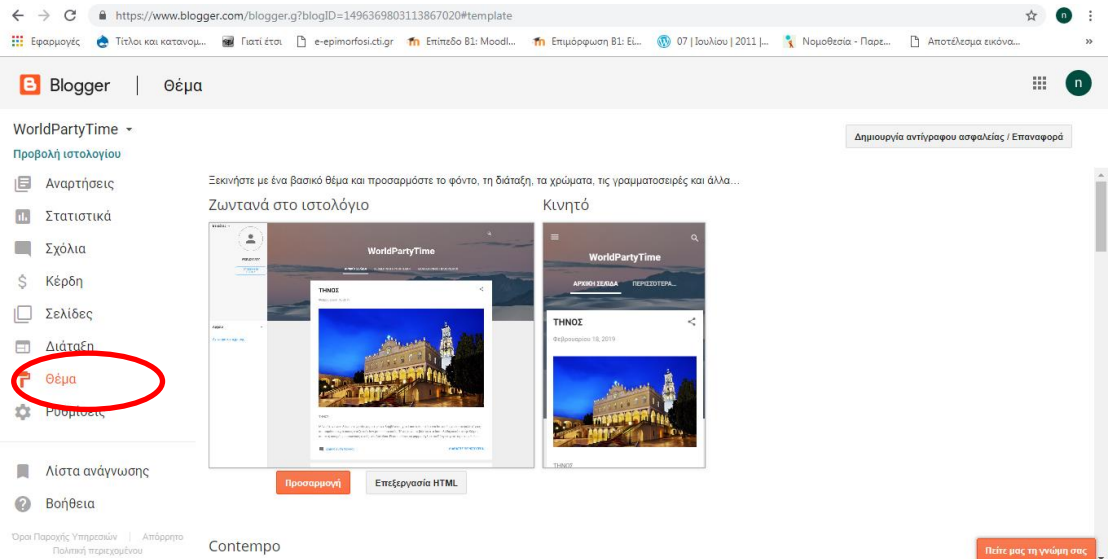 https://www.blogger.com/blogger.g?blogID=1496369803113867020#template
n
Εφαρμογές Τίτλοι και κατανομ... Γιατί έτσι e-epimorfosi.cti.gr Επίπεδο Β1: Moodl... Επιμόρφωση Β1: Εί... 07 | Ιουλίου | 2011 |... Νομοθεσία - Παρε... Αποτέλεσμα εικόνα... »
Blogger | Θέμα
n
WorldPartyTime
Δημιουργία αντίγραφου ασφαλείας / Επαναφορά
Προβολή ιστολογίου
Αναρτήσεις
Στατιστικά
Σχόλια
Κέρδη
Σελίδες
Διάταξη
Θέμα
Ρυθμίσεις
Λίστα ανάγνωσης
Βοήθεια
Όροι Παροχής Υπηρεσιών | Απόρρητο
Πολιτική περιεχομένου
Ξεκινήστε με ένα βασικό θέμα και προσαρμόστε το φόντο, τη διάταξη, τα χρώματα, τις γραμματοσειρές και άλλα...
Ζωντανά στο ιστολόγιο
WorldPartyTime
ΤΗΝΟΣ
Κινητό
WorldPartyTime
ΑΡΧΙΚΗ ΣΕΛΙΔΑ ΠΕΡΙΣΣΟΤΕΡΑ...
ΤΗΝΟΣ
Φεβρουαρίου 18, 2019
ΤΗΝΟΣ
Προσαρμογή
Επεξεργασία HTML
Contempo
Πείτε μας τη γνώμη σας